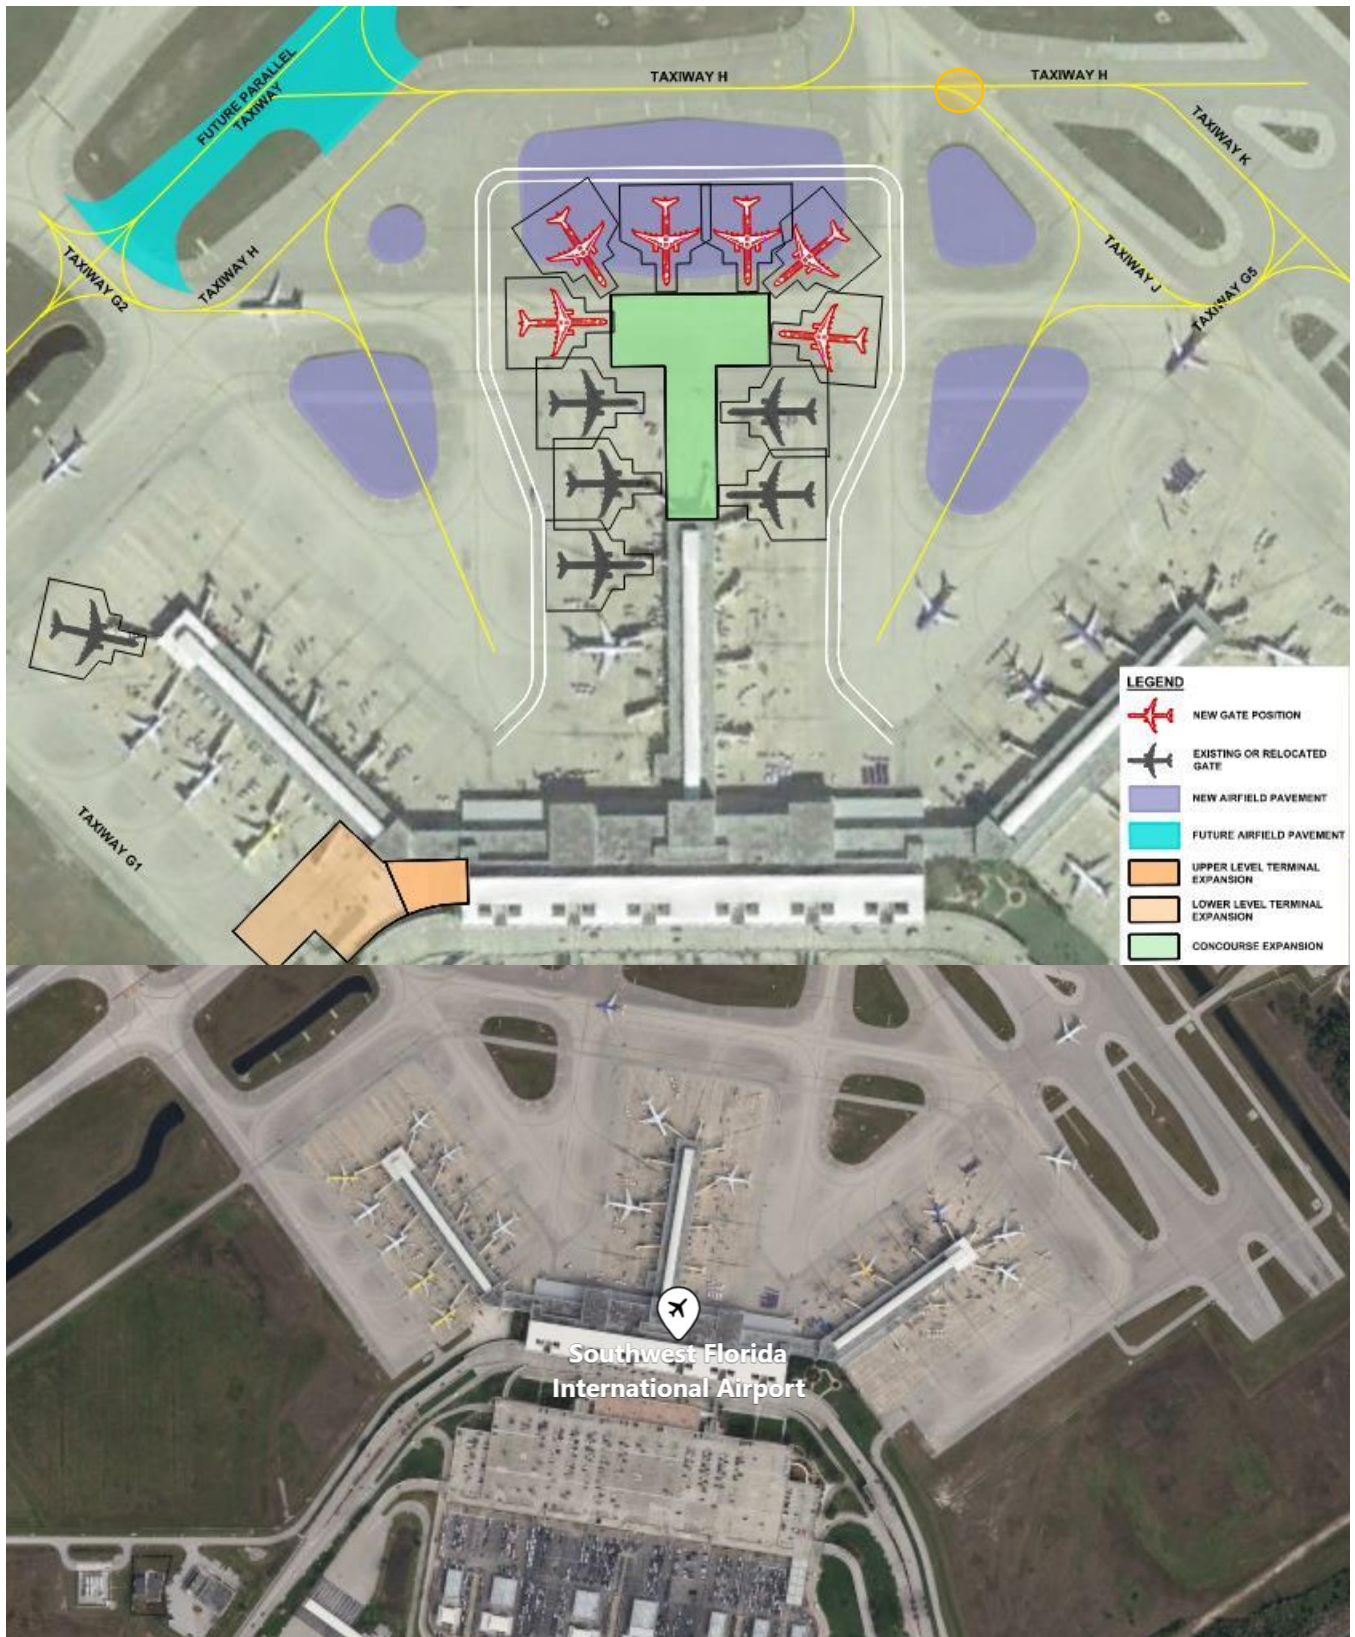 TAXIWAY H
TAXIWAY H
FUTURE PARALLEL
TAXIWAY
TAXIWAY K
TAXIWAY G2
TAXIWAY H
TAXIWAY J
TAXIWAY G5
TAXIWAY G1
LEGEND
NEW GATE POSITION
EXISTING OR RELOCATED
GATE
NEW AIRFIELD PAVEMENT
FUTURE AIRFIELD PAVEMENT
UPPER LEVEL TERMINAL
EXPANSION
LOWER LEVEL TERMINAL
EXPANSION
CONCOURSE EXPANSION
Southwest Florida
International Airport